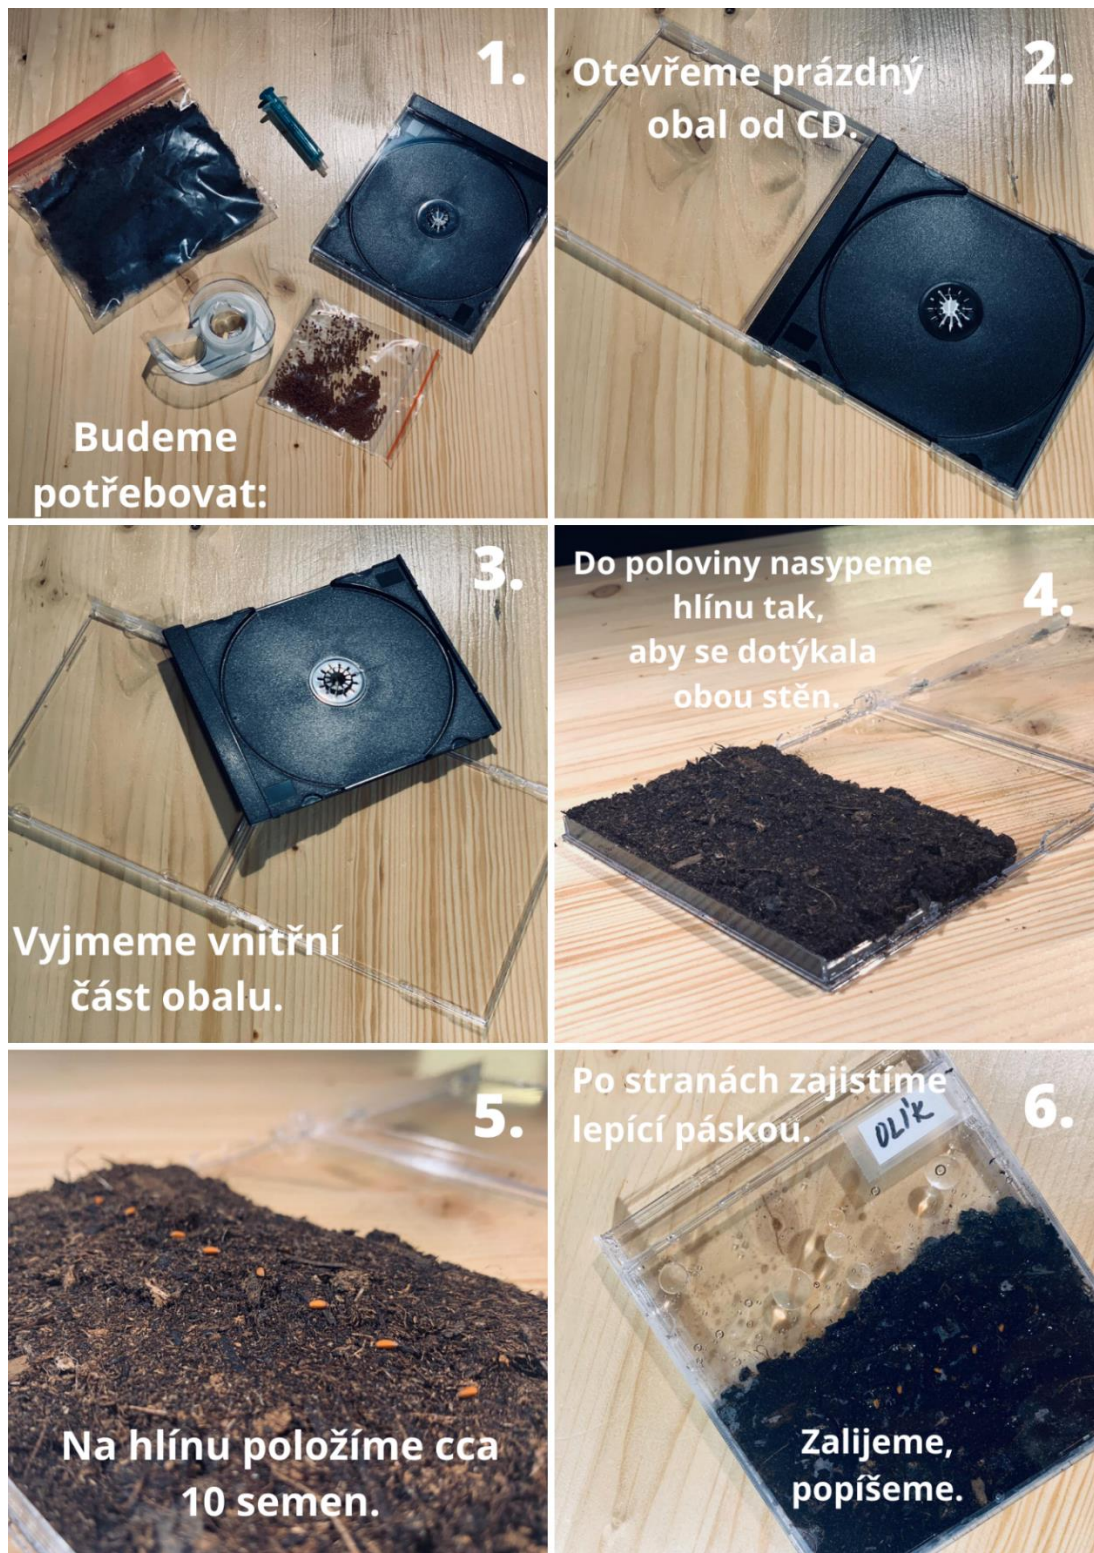 1.
Budeme
potřebovat:
2.
Otevřeme prázdný
obal od CD.
3.
Vyjmeme vnitřní
část obalu.
4.
Do poloviny nasypeme
hlínu tak,
aby se dotýkala
obou stěn.
5.
Na hlínu položíme cca
10 semen.
6.
Po stranách zajistíme
lepící páskou.
OLÍK
Zalijeme,
popíšeme.